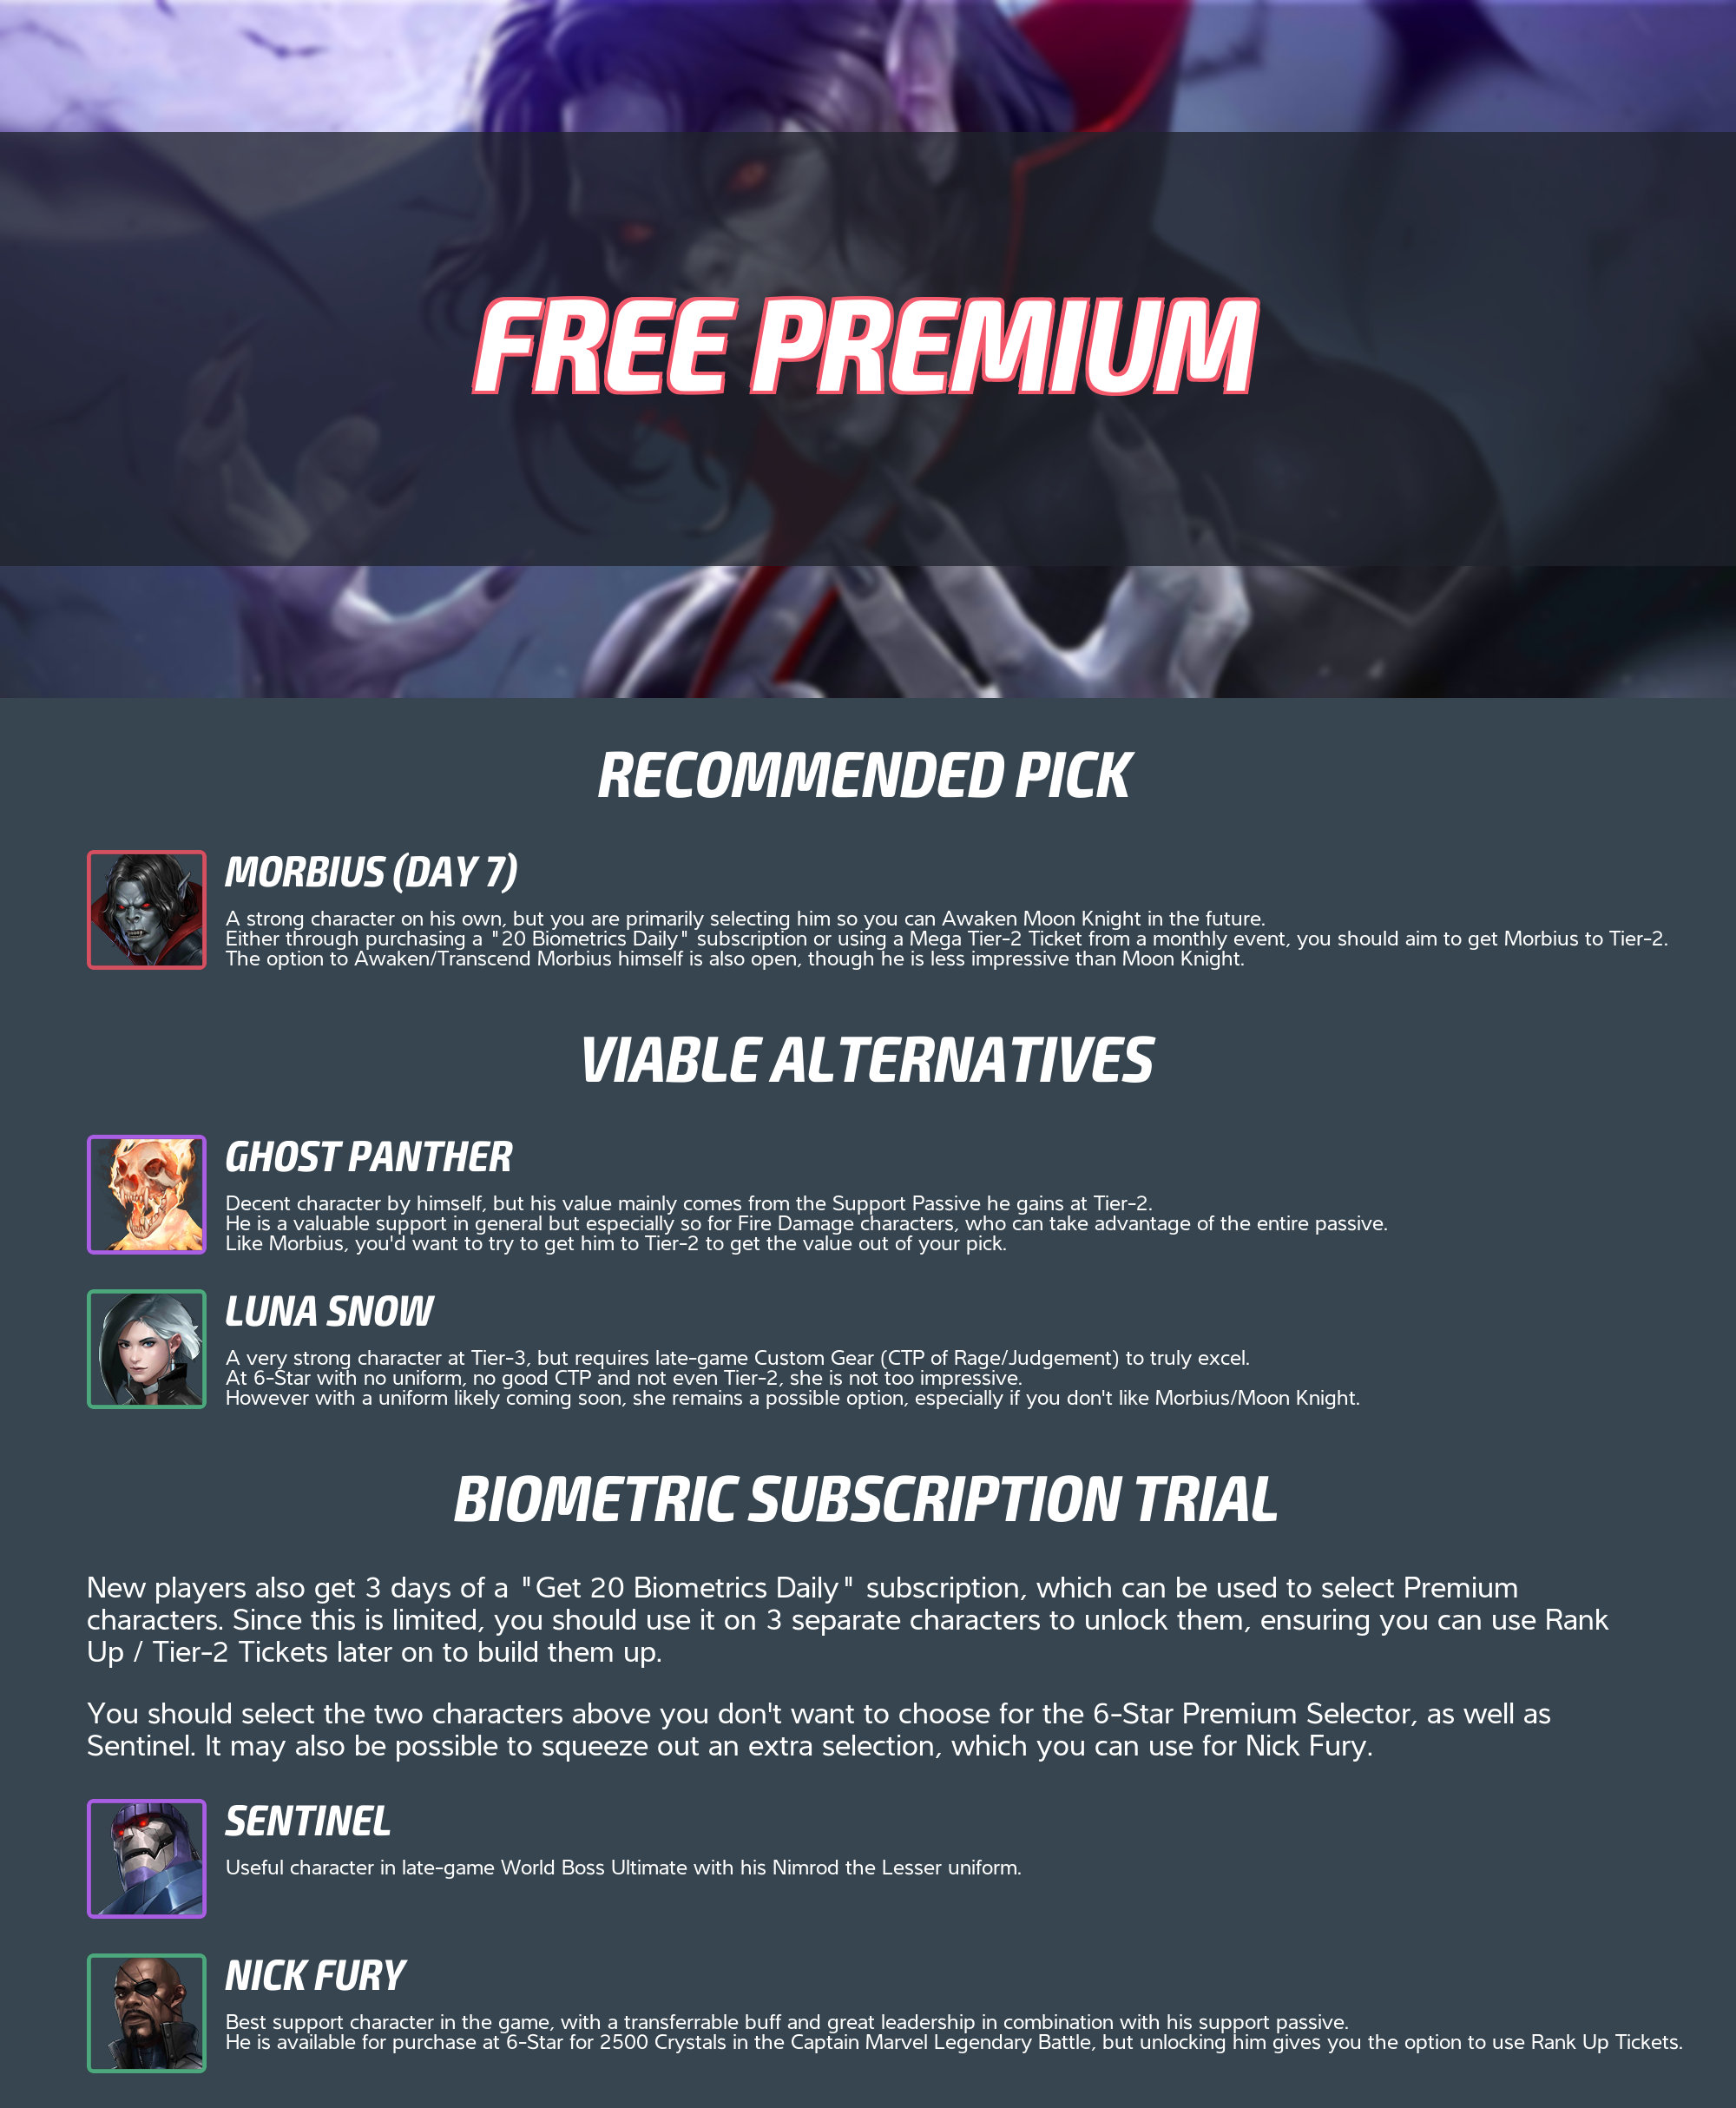 FREE PREMIUM
RECOMMENDED PICK
MORBIUS (DAY 7)
A strong character on his own, but you are primarily selecting him so you can Awaken Moon Knight in the future.
Either through purchasing a "20 Biometrics Daily" subscription or using a Mega Tier-2 Ticket from a monthly event, you should aim to get Morbius to Tier-2.
The option to Awaken/Transcend Morbius himself is also open, though he is less impressive than Moon Knight.
VIABLE ALTERNATIVES
GHOST PANTHER
Decent character by himself, but his value mainly comes from the Support Passive he gains at Tier-2.
He is a valuable support in general but especially so for Fire Damage characters, who can take advantage of the entire passive.
Like Morbius, you'd want to try to get him to Tier-2 to get the value out of your pick.
LUNA SNOW
A very strong character at Tier-3, but requires late-game Custom Gear (CTP of Rage/Judgement) to truly excel.
At 6-Star with no uniform, no good CTP and not even Tier-2, she is not too impressive.
However with a uniform likely coming soon, she remains a possible option, especially if you don't like Morbius/Moon Knight.
BIOMETRIC SUBSCRIPTION TRIAL
New players also get 3 days of a "Get 20 Biometrics Daily" subscription, which can be used to select Premium
characters. Since this is limited, you should use it on 3 separate characters to unlock them, ensuring you can use Rank
Up / Tier-2 Tickets later on to build them up.
You should select the two characters above you don't want to choose for the 6-Star Premium Selector, as well as
Sentinel. It may also be possible to squeeze out an extra selection, which you can use for Nick Fury.
SENTINEL
Useful character in late-game World Boss Ultimate with his Nimrod the Lesser uniform.
NICK FURY
Best support character in the game, with a transferrable buff and great leadership in combination with his support passive.
He is available for purchase at 6-Star for 2500 Crystals in the Captain Marvel Legendary Battle, but unlocking him gives you the option to use Rank Up Tickets.